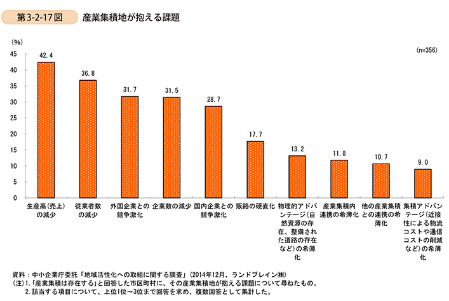 第3-2-17図 産業集積地が抱える課題
(%)
(n=356)
45
40
35
30
25
20
15
10
5
0
42.4
36.8
31.7
31.5
28.7
17.7
13.2
11.8
10.7
9.0
生産高(売上)
の減少
従業者数
の減少
外国企業との
競争激化
企業数の減少
国内企業との
競争激化
販路の硬直化
物理的アドバ
ンテージ(自
然資源の存
在、整備され
た道路の存在
など)の希薄
化
産業集積内
連携の希薄化
他の産業集積
との連携の希
薄化
集積アドバン
テージ(近接
性による物流
コストや通信
コストの削減
など)の希薄
化
資料:中小企業庁委託「地域活性化への取組に関する調査」(2014年12月、ランドブレイン㈱)
(注)1.「産業集積は存在する」と回答した市区町村に、その産業集積地が抱える課題について尋ねたもの。
2.該当する項目について、上位1位~3位まで回答を求め、複数回答として集計した。